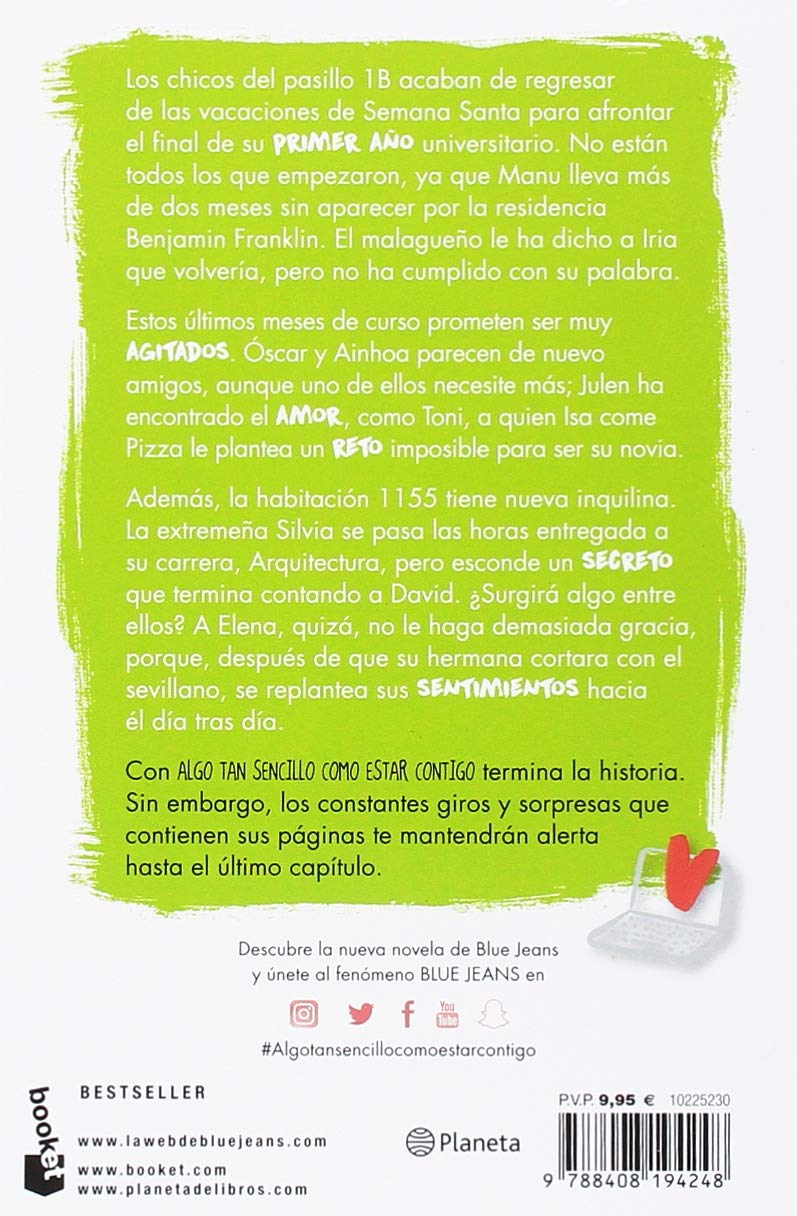 Los chicos del pasillo 1B acaban de regresar
de las vacaciones de Semana Santa para afrontar
el final de su PRIMER AÑO universitario. No están
todos los que empezaron, ya que Manu lleva más
de dos meses sin aparecer por la residencia
Benjamin Franklin. El malagueño le ha dicho a Iria
que volvería, pero no ha cumplido con su palabra.
Estos últimos meses de curso prometen ser muy
AGITADOS. Óscar y Ainhoa parecen de nuevo
amigos, aunque uno de ellos necesite más; Julen ha
encontrado el AMOR, como Toni, a quien Isa come
Pizza le plantea un RETO imposible para ser su novia.
Además, la habitación 1155 tiene nueva inquilina.
La extremeña Silvia se pasa las horas entregada a
su carrera, Arquitectura, pero esconde un SECRETO
que termina contando a David. ¿Surgirá algo entre
ellos? A Elena, quizá, no le haga demasiada gracia,
porque, después de que su hermana cortara con el
sevillano, se replantea sus SENTIMIENTOS hacia
él día tras día.
Con ALGO TAN SENCILLO COMO ESTAR CONTIGO termina la historia.
Sin embargo, los constantes giros y sorpresas que
contienen sus páginas te mantendrán alerta
hasta el último capítulo.
Descubre la nueva novela de Blue Jeans
y únete al fenómeno BLUE JEANS en
You
Tube
#Algotansencillocomoestarcontigo
booket
BESTSELLER
www.lawebdebluejeans.com
www.booket.com
www.planetadelibros.com
Planeta
P.V.P. 9,95 € 10225230
9 788408 194248